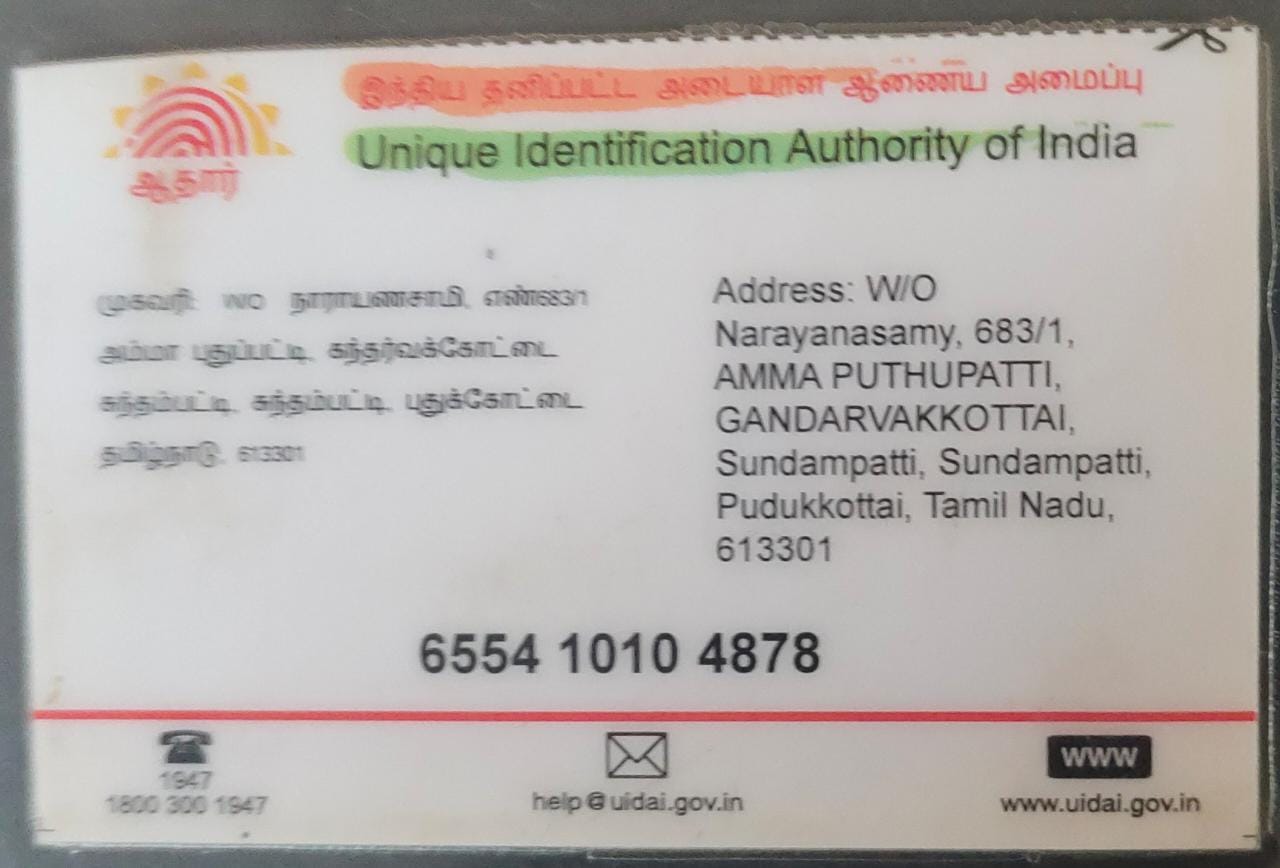 இந்திய தனிப்பட்ட அடையாள ஆணைய அமைப்பு
Unique Identification Authority of India
ஆதார்
முகவரி: W/O நாராயணசாமி, எண்683/1
அம்மா புதுப்பட்டி, கந்தர்வக்கோட்டை
சுந்தம்பட்டி, சுந்தம்பட்டி, புதுக்கோட்டை
தமிழ்நாடு, 613301
Address: W/O
Narayanasamy, 683/1,
AMMA PUTHUPATTI,
GANDARVAKKOTTAI,
Sundampatti, Sundampatti,
Pudukkottai, Tamil Nadu,
613301
6554 1010 4878
1947
1800 300 1947
help@uidai.gov.in
WWW
www.uidai.gov.in